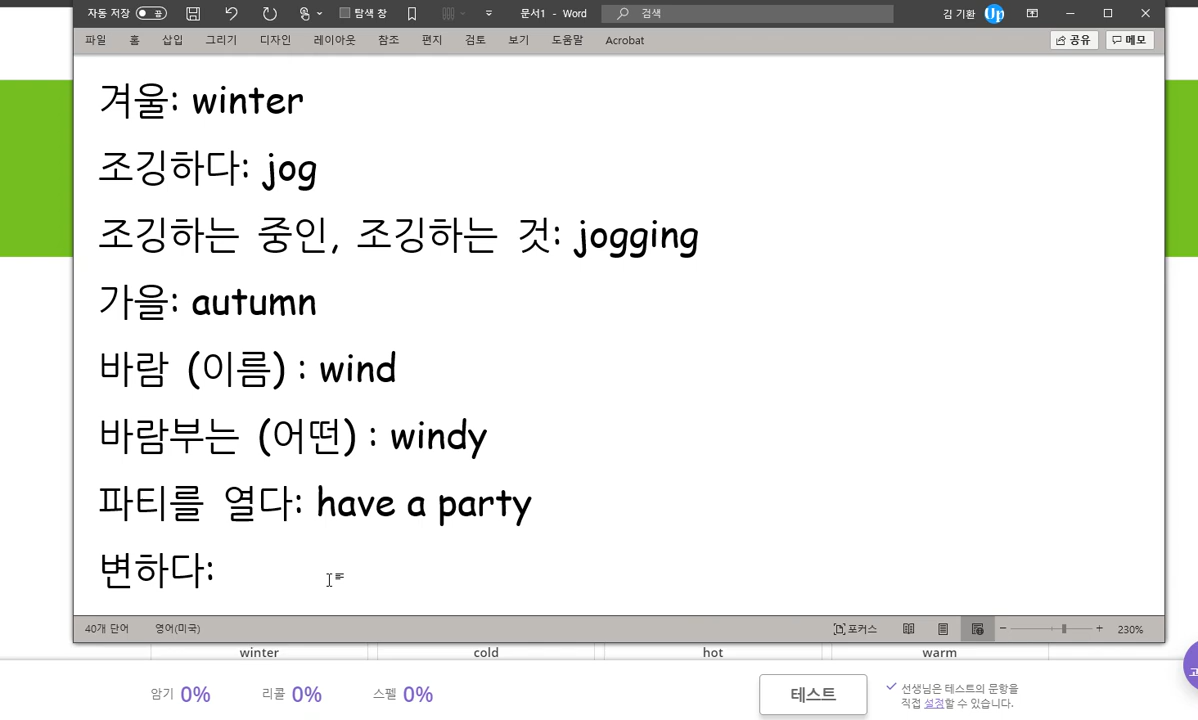 자동 저장 끔 탐색 창 문서1 - Word 검색 김 기환
파일 홈 삽입 그리기 디자인 레이아웃 참조 편지 검토 보기 도움말 Acrobat 공유 메모
겨울: winter
조깅하다: jog
조깅하는 중인, 조깅하는 것: jogging
가을: autumn
바람 (이름) : wind
바람부는 (어떤) : windy
파티를 열다: have a party
변하다:
40개 단어 영어(미국) 포커스 230%
winter cold hot warm
암기 0% 리콜 0% 스펠 0% 테스트
선생님은 테스트의 문항을
직접 설정할 수 있습니다.